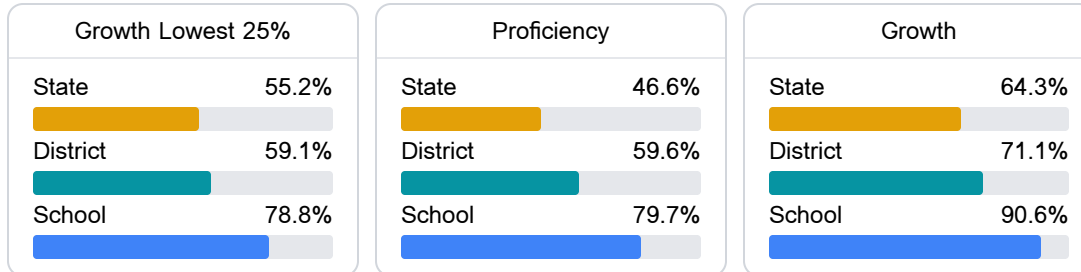 Growth Lowest 25%
State 55.2%
District 59.1%
School 78.8%
Proficiency
State 46.6%
District 59.6%
School 79.7%
Growth
State 64.3%
District 71.1%
School 90.6%